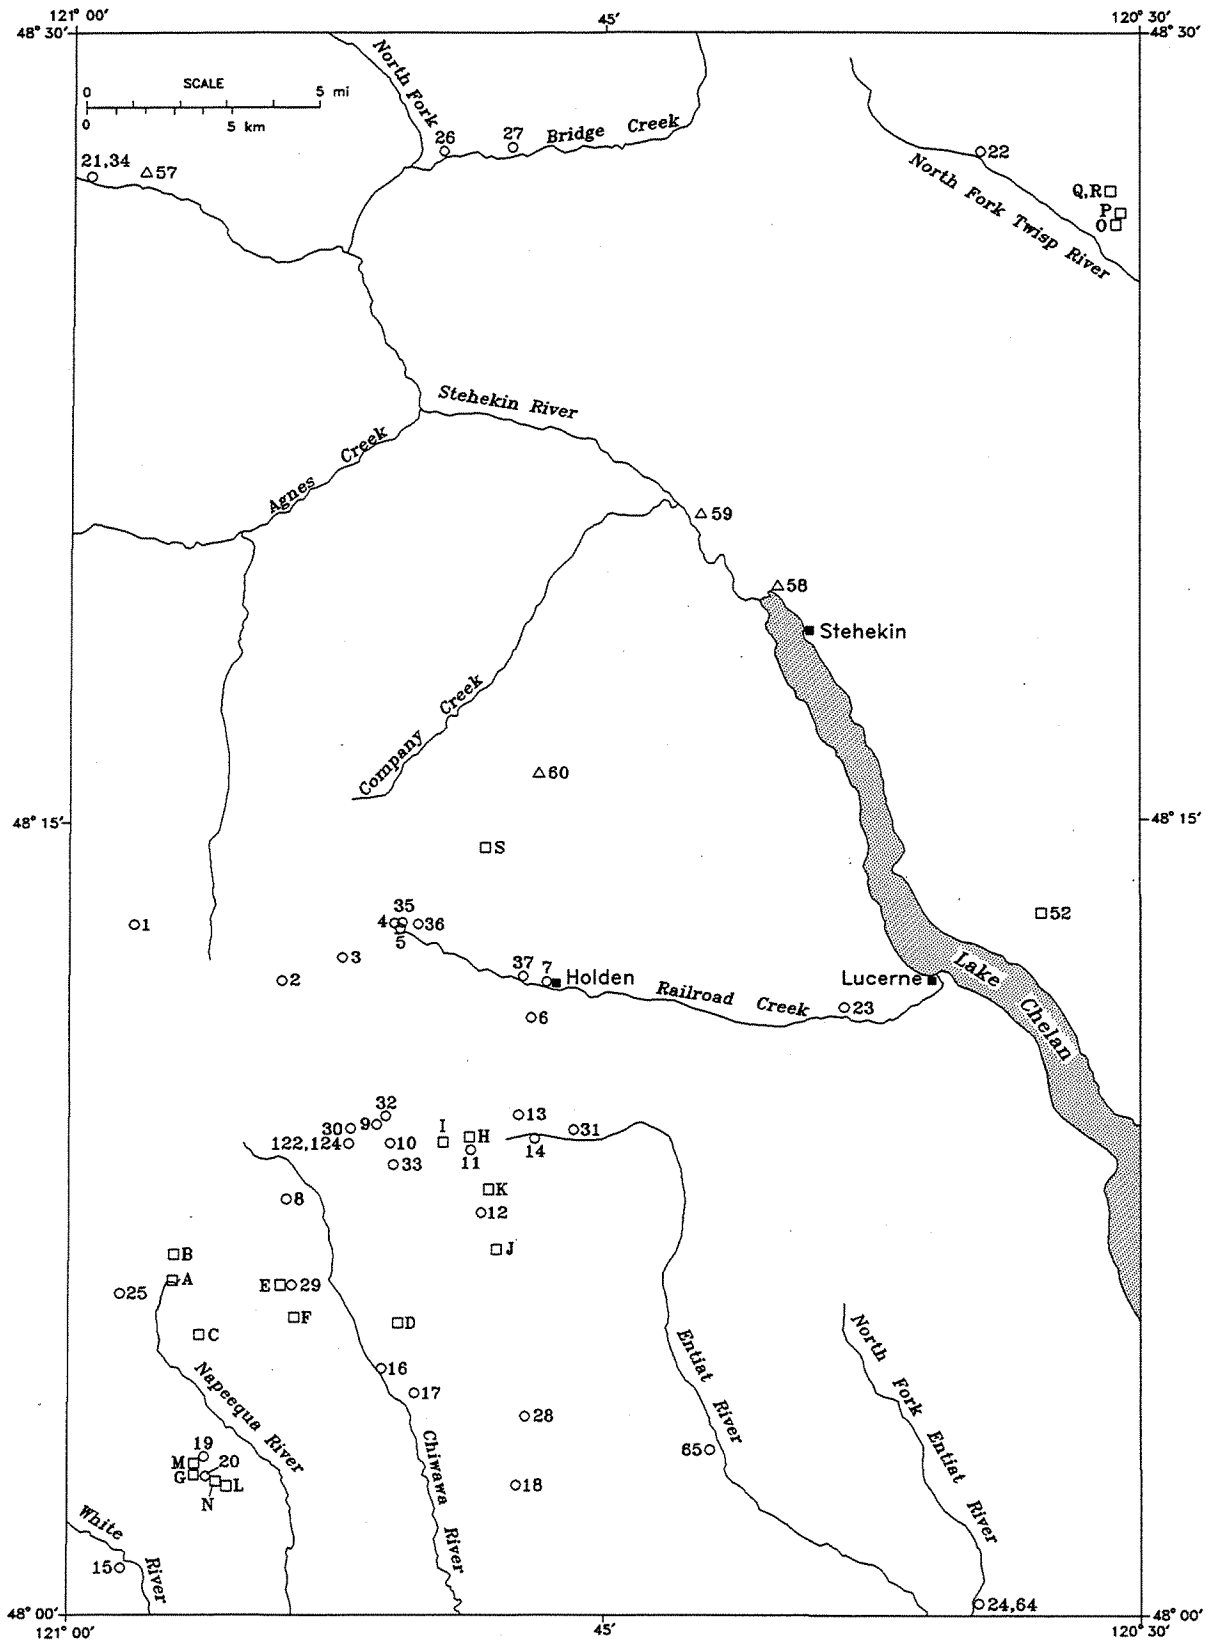 121° 00′ 45′ 120° 30′
48° 30′ 48° 30′
SCALE
0 5 mi
0 5 km
North Fork
26 27 Bridge Creek
21,34 57
22
North Fork Twisp River
Q,R
P
O
Stehekin River
Agnes Creek
59
58
Stehekin
Company Creek
60
48° 15′ 48° 15′
S
1
35
4 36
5
52
3
2
37 7 Holden
Lucerne
Railroad Creek
23
Lake Chelan
6
32
30 9
13
31
122,124 10 I H
11 14
33
K
8
12
B
J
A
25 E 29
F D
C
16
17
Napeequa River
Entiat River
North Fork Entiat River
28
Chiwawa River
19
M 20
G
N L
65
18
White River
15
24,64
48° 00′ 48° 00′
121° 00′ 45′ 120° 30′